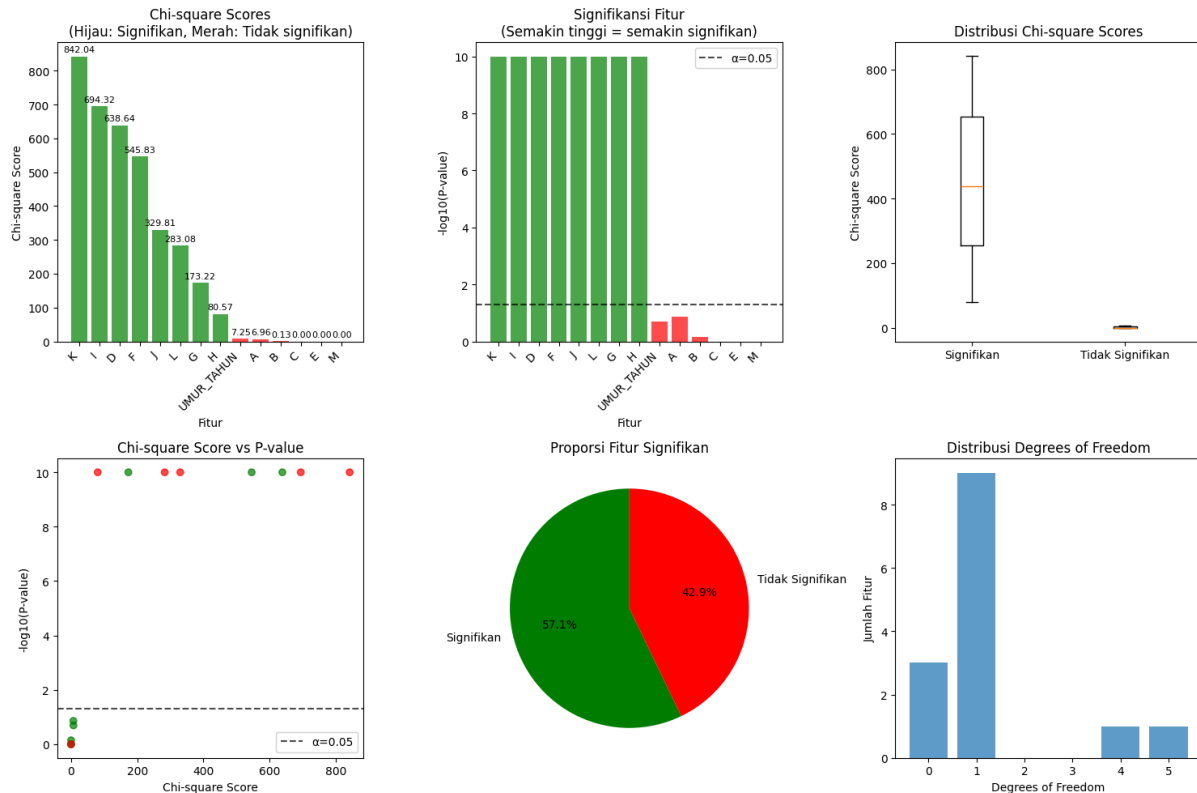 Chi-square Scores
(Hijau: Signifikan, Merah: Tidak signifikan)
842.04
694.32
638.64
545.83
329.81
283.08
173.22
80.57
7.25
6.96
0.13
0.00
0.00
0.00
800
700
600
500
400
300
200
100
0
Chi-square Score
K
I
D
F
J
L
G
H
UMUR_TAHUN
A
B
C
E
M
Fitur
Signifikansi Fitur
(Semakin tinggi = semakin signifikan)
α=0.05
10
8
6
4
2
0
-log10(P-value)
K
I
D
F
J
L
G
H
UMUR_TAHUN
A
B
C
E
M
Fitur
Distribusi Chi-square Scores
800
600
400
200
0
Chi-square Score
Signifikan
Tidak Signifikan
Chi-square Score vs P-value
10
8
6
4
2
0
-log10(P-value)
α=0.05
0
200
400
600
800
Chi-square Score
Proporsi Fitur Signifikan
Tidak Signifikan
42.9%
57.1%
Signifikan
Distribusi Degrees of Freedom
8
6
4
2
0
Jumlah Fitur
0
1
2
3
4
5
Degrees of Freedom